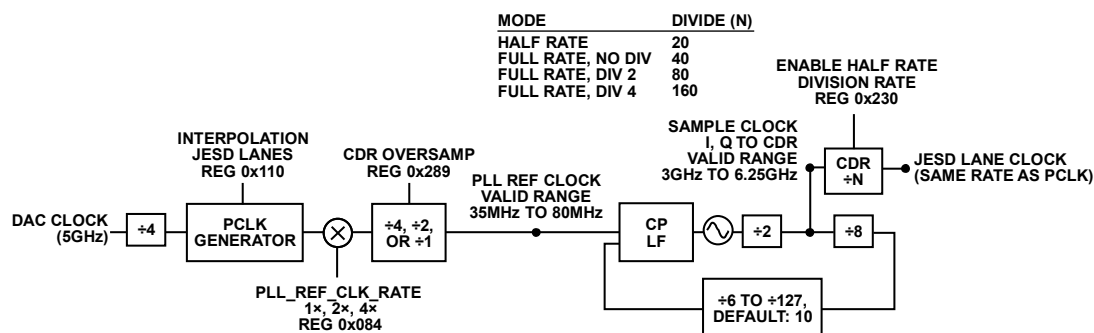 MODE DIVIDE (N)
HALF RATE 20
FULL RATE, NO DIV 40
FULL RATE, DIV 2 80
FULL RATE, DIV 4 160
ENABLE HALF RATE
DIVISION RATE
REG 0x230
INTERPOLATION
JESD LANES
REG 0x110
CDR OVERSAMP
REG 0x289
PLL REF CLOCK
VALID RANGE
35MHz TO 80MHz
SAMPLE CLOCK
I, Q TO CDR
VALID RANGE
3GHz TO 6.25GHz
CDR
÷N
JESD LANE CLOCK
(SAME RATE AS PCLK)
DAC CLOCK
(5GHz)
÷4
PCLK
GENERATOR
÷4, ÷2,
OR ÷1
CP
LF
÷2
÷8
PLL_REF_CLK_RATE
1×, 2×, 4×
REG 0x084
÷6 TO ÷127,
DEFAULT: 10